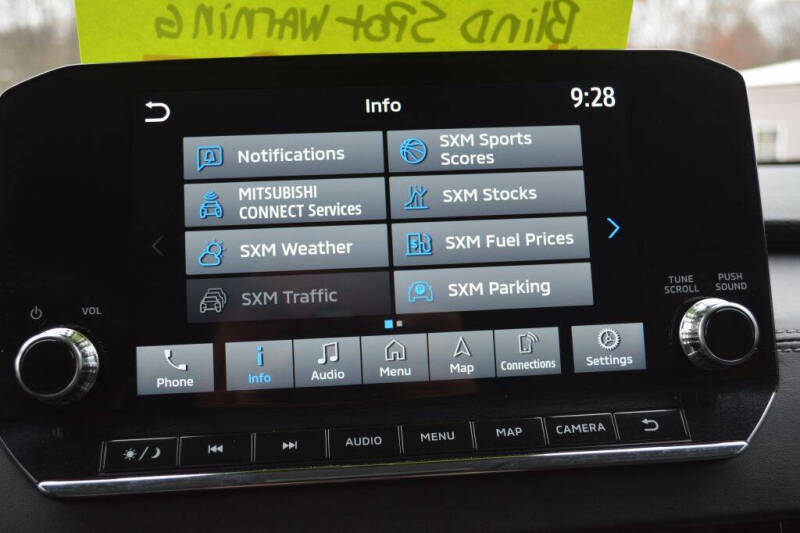 Blind Spot Warning
Info
9:28
Notifications
SXM Sports
Scores
MITSUBISHI
CONNECT Services
SXM Stocks
SXM Weather
SXM Fuel Prices
SXM Traffic
SXM Parking
VOL
TUNE
SCROLL
PUSH
SOUND
Phone
Info
Audio
Menu
Map
Connections
Settings
AUDIO
MENU
MAP
CAMERA